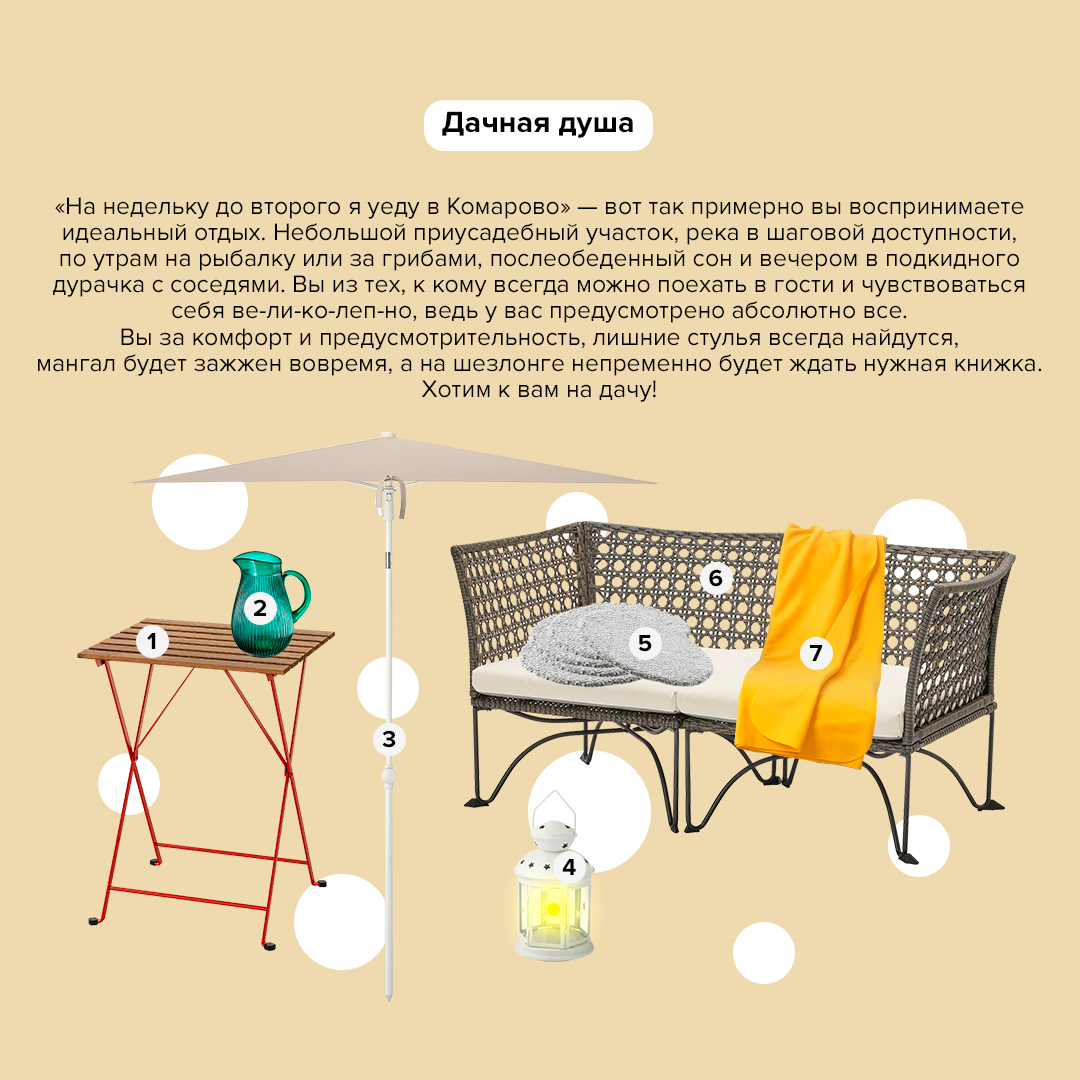 Дачная душа
«На недельку до второго я уеду в Комарово» — вот так примерно вы воспринимаете
идеальный отдых. Небольшой приусадебный участок, река в шаговой доступности,
по утрам на рыбалку или за грибами, послеобеденный сон и вечером в подкидного
дурачка с соседями. Вы из тех, к кому всегда можно поехать в гости и чувствоваться
себя ве-ли-ко-леп-но, ведь у вас предусмотрено абсолютно все.
Вы за комфорт и предусмотрительность, лишние стулья всегда найдутся,
мангал будет зажжен вовремя, а на шезлонге непременно будет ждать нужная книжка.
Хотим к вам на дачу!
1
2
3
4
5
6
7